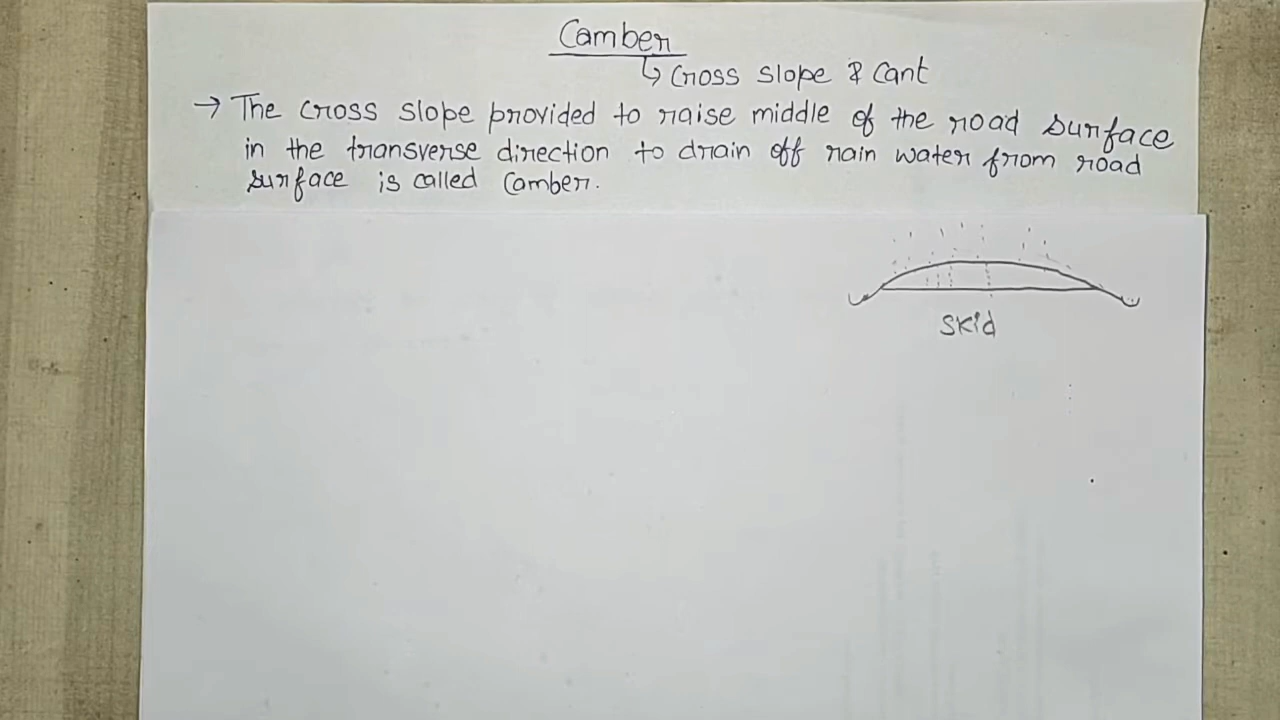 Camber
↳ Cross slope & Cant
→ The cross slope provided to raise middle of the road surface
in the transverse direction to drain off rain water from road
surface is called Camber.
Skid